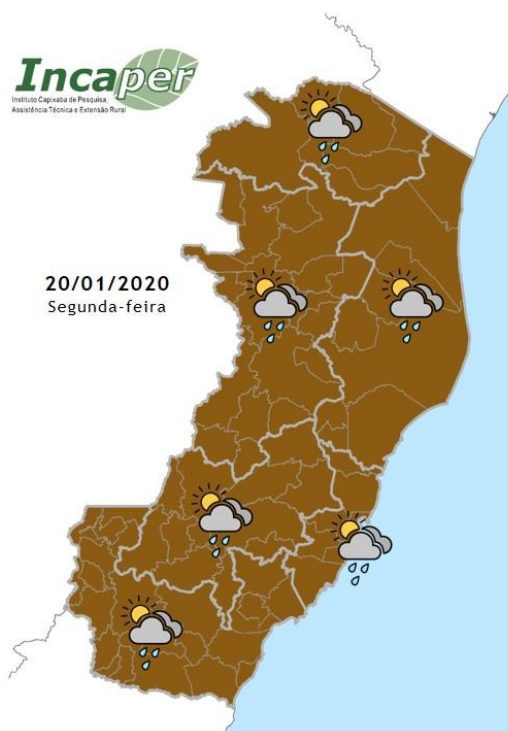 Incaper
Instituto Capixaba de Pesquisa,
Assistência Técnica e Extensão Rural
20/01/2020
Segunda-feira